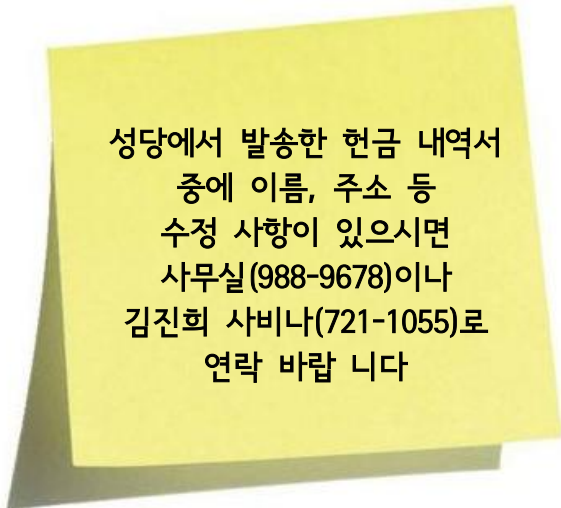 성당에서 발송한 헌금 내역서
중에 이름, 주소 등
수정 사항이 있으시면
사무실(988-9678)이나
김진희 사비나(721-1055)로
연락 바랍 니다